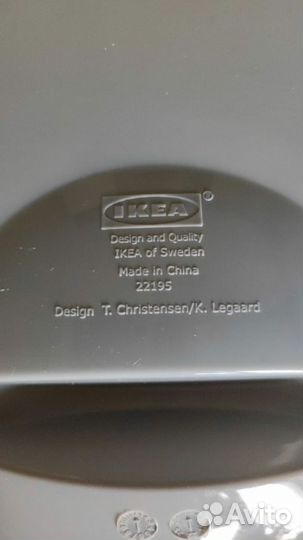 IKEA®
Design and Quality
IKEA of Sweden
Made in China
22195
Design T. Christensen/K. Legaard
Avito